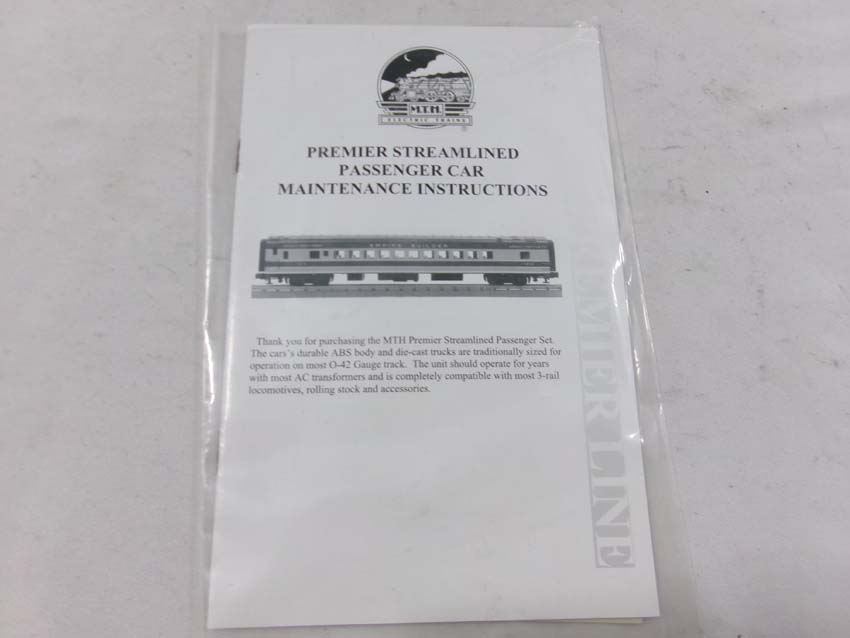 M.T.H.
ELECTRIC TRAINS
®
PREMIER STREAMLINED
PASSENGER CAR
MAINTENANCE INSTRUCTIONS
EMPIRE BUILDER
Thank you for purchasing the MTH Premier Streamlined Passenger Set.
The cars's durable ABS body and die-cast trucks are traditionally sized for
operation on most O-42 Gauge track. The unit should operate for years
with most AC transformers and is completely compatible with most 3-rail
locomotives, rolling stock and accessories.
PREMIER LINE